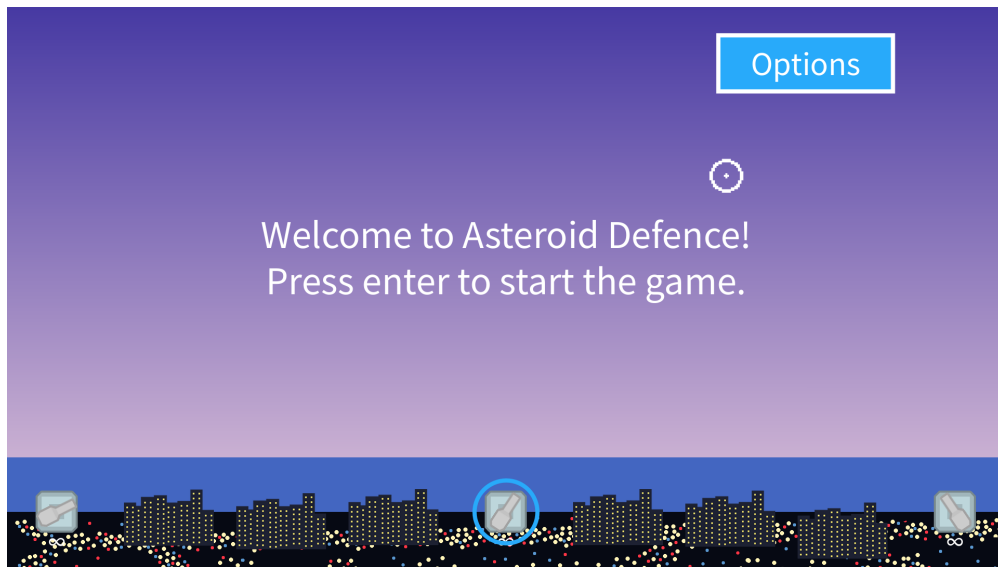 Options
Welcome to Asteroid Defence!
Press enter to start the game.
∞ ∞ ∞